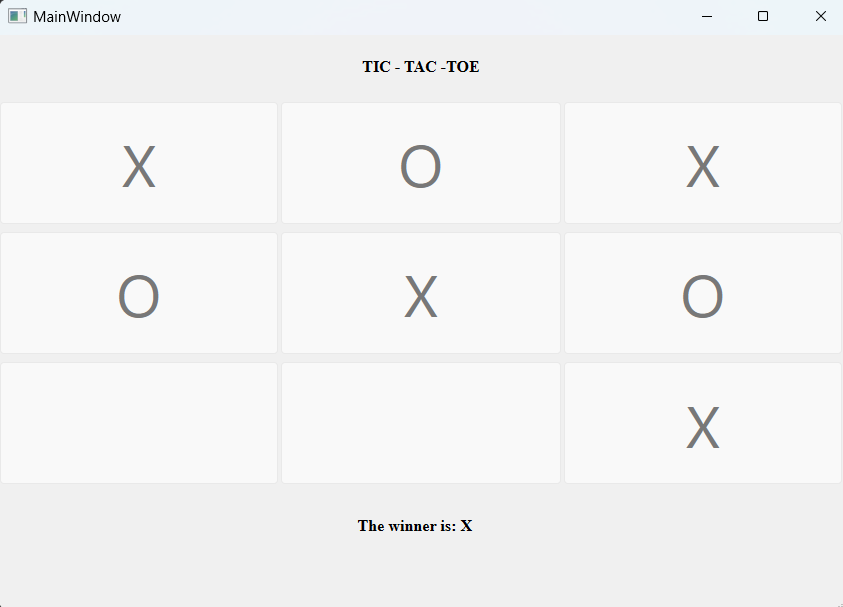 MainWindow
TIC - TAC -TOE
X O X
O X O
X
The winner is: X